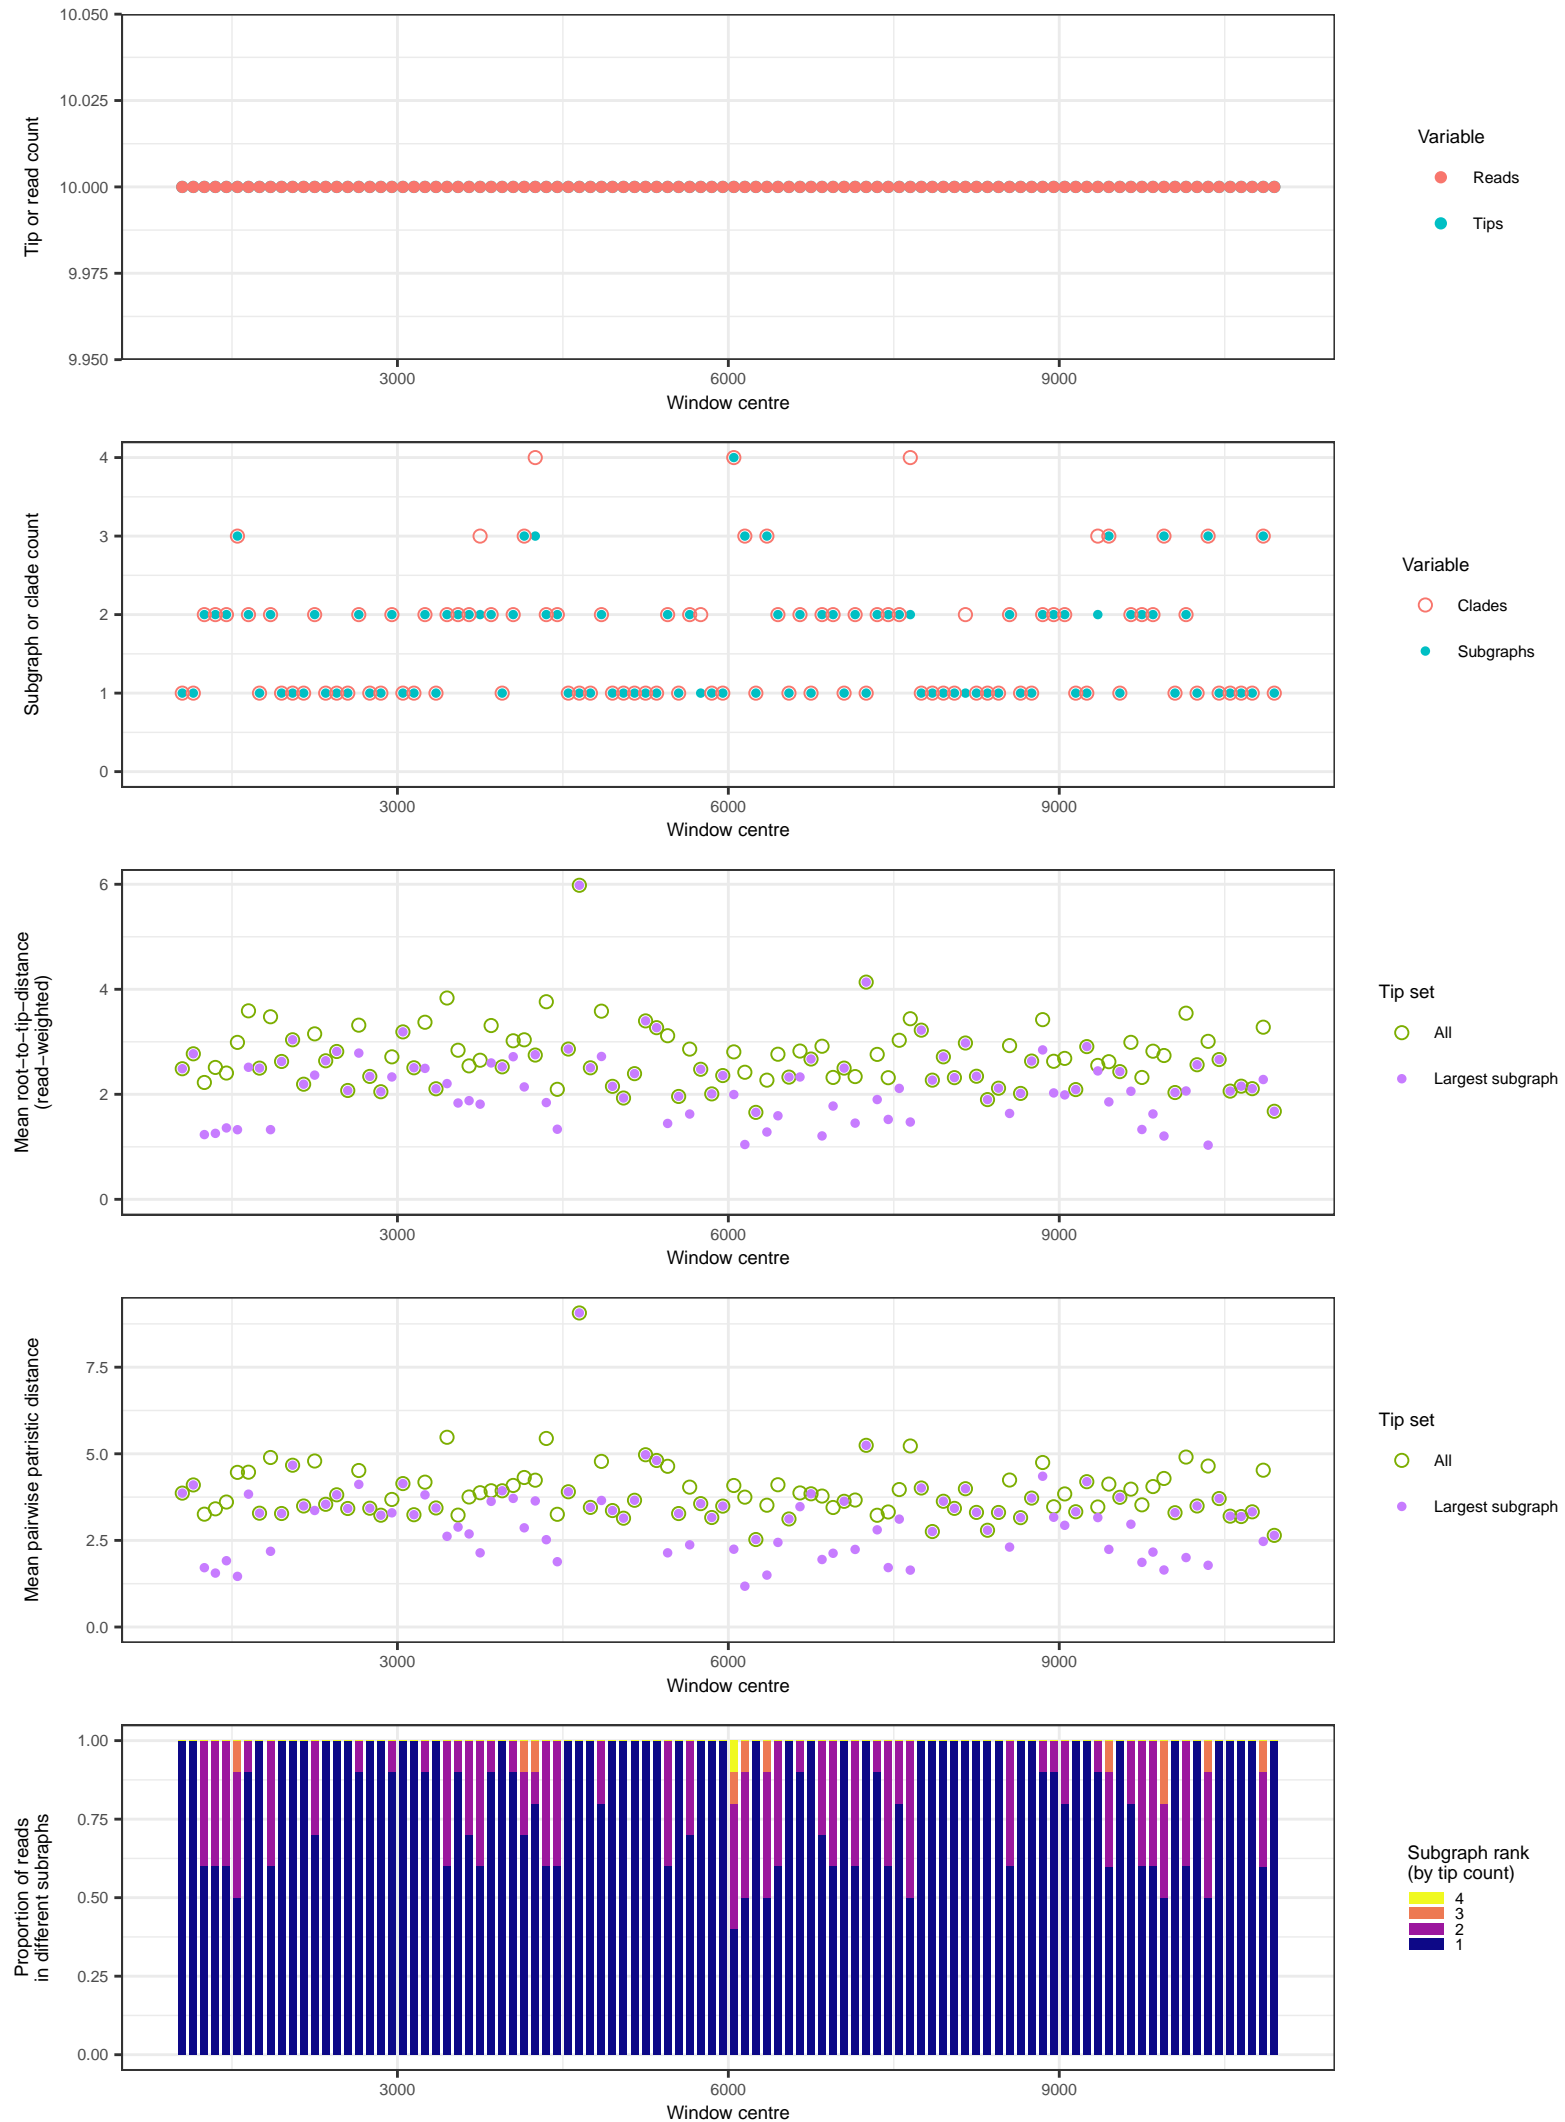 10.050
10.025
10.000
9.975
9.950
Tip or read count
3000
6000
9000
Window centre
Variable
Reads
Tips
4
3
2
1
0
Subgraph or clade count
3000
6000
9000
Window centre
Variable
Clades
Subgraphs
6
4
2
0
Mean root−to−tip−distance
(read−weighted)
3000
6000
9000
Window centre
Tip set
All
Largest subgraph
7.5
5.0
2.5
0.0
Mean pairwise patristic distance
3000
6000
9000
Window centre
Tip set
All
Largest subgraph
1.00
0.75
0.50
0.25
0.00
Proportion of reads
in different subraphs
3000
6000
9000
Window centre
Subgraph rank
(by tip count)
4
3
2
1